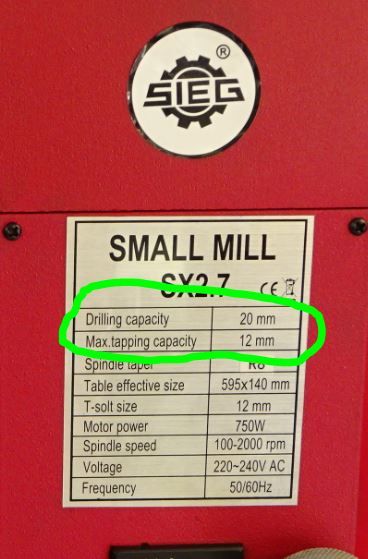 SIEG ®
SMALL MILL
SX2.7 CE
Drilling capacity 20 mm
Max.tapping capacity 12 mm
Spindle taper R8
Table effective size 595x140 mm
T-solt size 12 mm
Motor power 750W
Spindle speed 100-2000 rpm
Voltage 220~240V AC
Frequency 50/60Hz